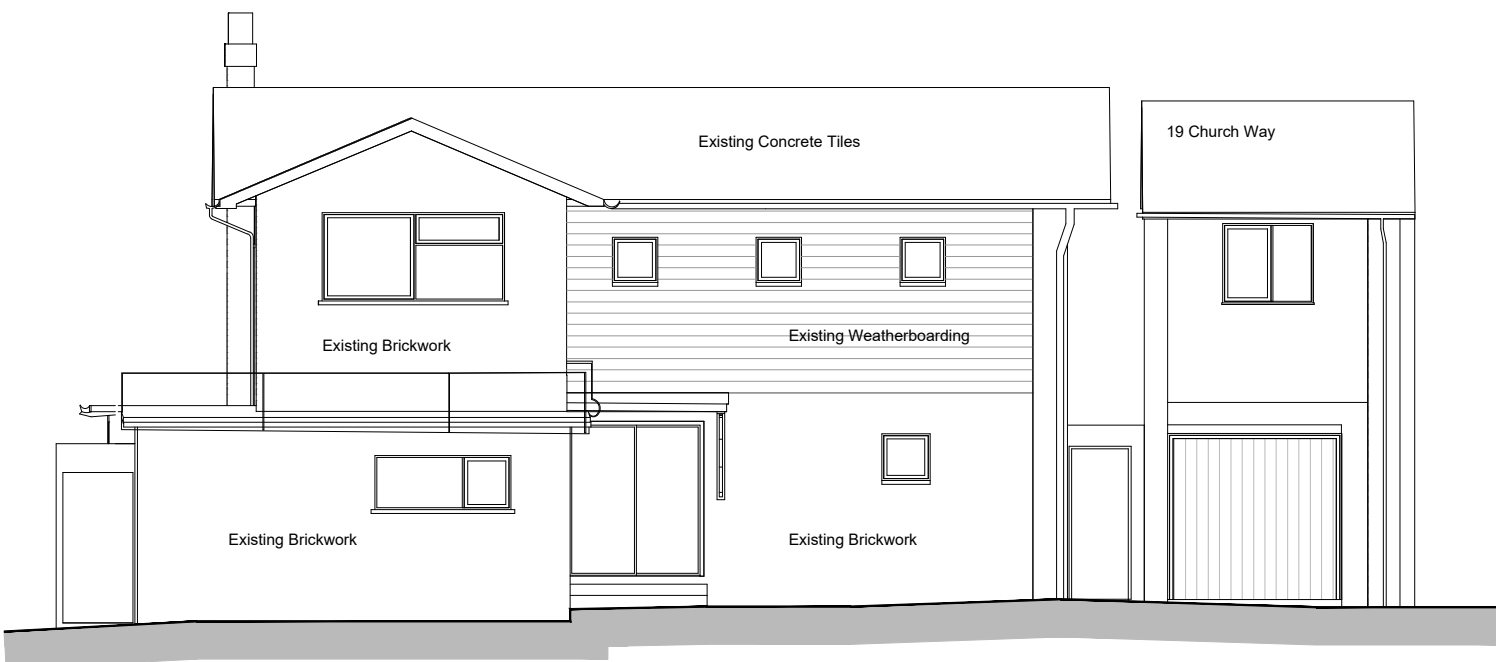 19 Church Way
Existing Concrete Tiles
Existing Weatherboarding
Existing Brickwork
Existing Brickwork
Existing Brickwork